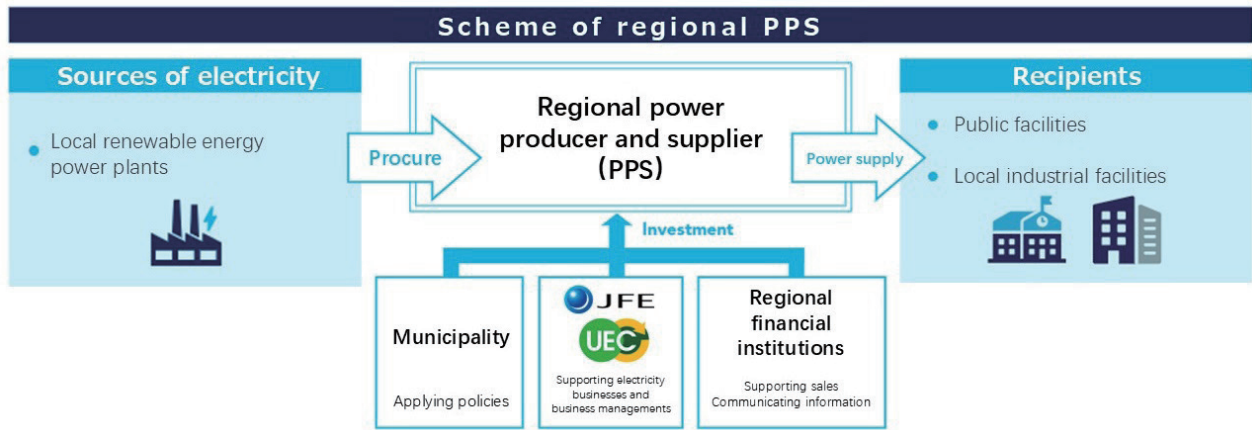 Scheme of regional PPS
Sources of electricity
Local renewable energy
power plants
Procure
Regional power
producer and supplier
(PPS)
Power supply
Recipients
Public facilities
Local industrial facilities
Investment
Municipality
Applying policies
JFE
UEC
Supporting electricity
businesses and
business managements
Regional
financial
institutions
Supporting sales
Communicating information